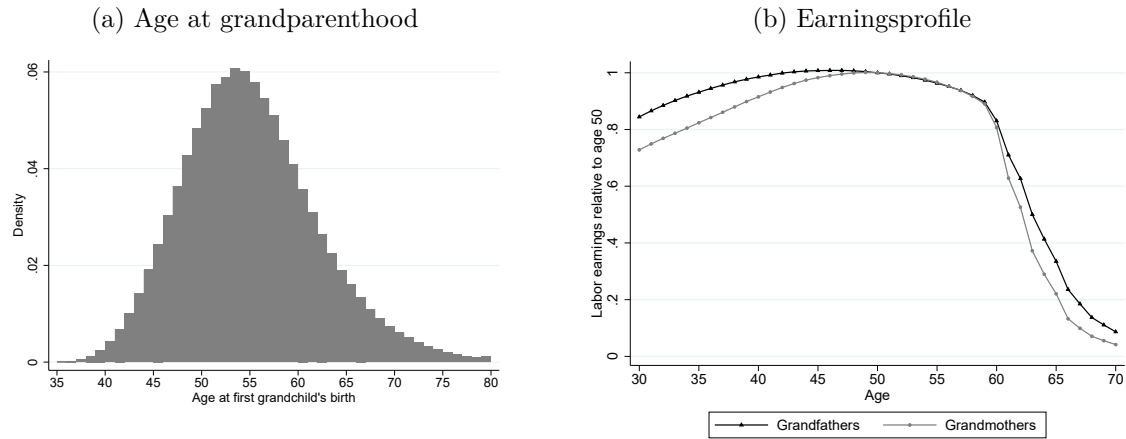 (a) Age at grandparenthood
.06
.04
.02
0
Density
35 40 45 50 55 60 65 70 75 80
Age at first grandchild's birth
(b) Earningsprofile
1
.8
.6
.4
.2
0
Labor earnings relative to age 50
30 35 40 45 50 55 60 65 70
Age
Grandfathers Grandmothers